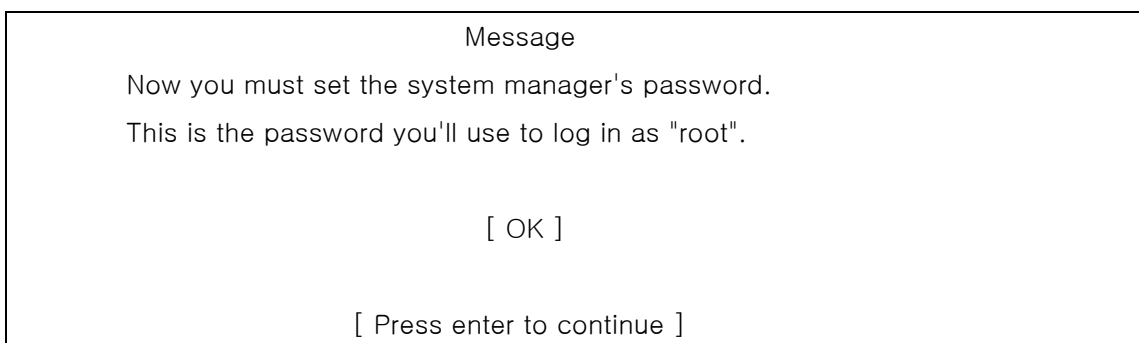 Message
Now you must set the system manager's password.
This is the password you'll use to log in as "root".
[ OK ]
[ Press enter to continue ]